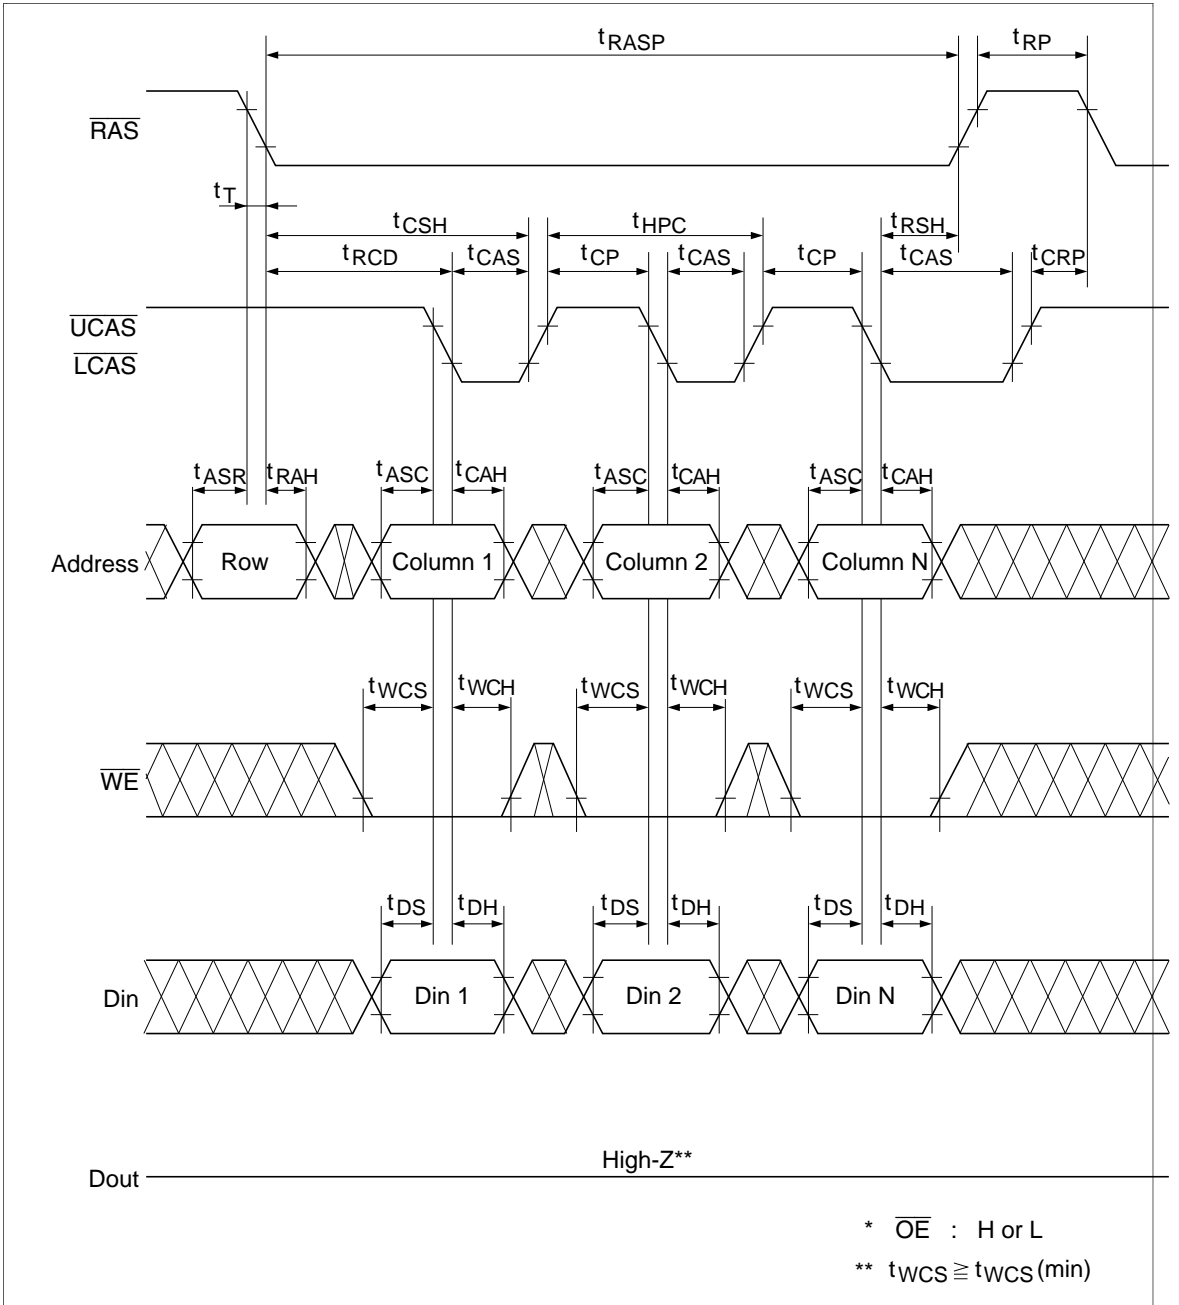 tRASP tRP
RAS
tT
tCSH tHPC tRSH
tRCD tCAS tCP tCAS tCP tCAS tCRP
UCAS
LCAS
tASR tRAH tASC tCAH tASC tCAH tASC tCAH
Address Row Column 1 Column 2 Column N
tWCS tWCH tWCS tWCH tWCS tWCH
WE
tDS tDH tDS tDH tDS tDH
Din Din 1 Din 2 Din N
High-Z**
Dout
* OE : H or L
** tWCS ≧ tWCS (min)